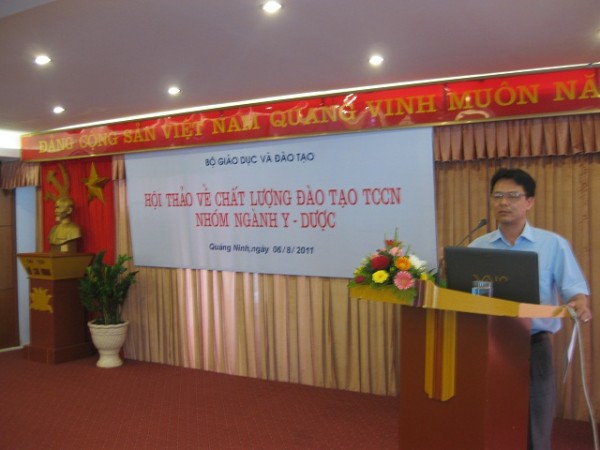 ĐẢNG CỘNG SẢN VIỆT NAM QUANG VINH MUÔN NĂ
BỘ GIÁO DỤC VÀ ĐÀO TẠO
HỘI THẢO VỀ CHẤT LƯỢNG ĐÀO TẠO TCCN
NHÓM NGÀNH Y - DƯỢC
Quảng Ninh, ngày 06/8/2011